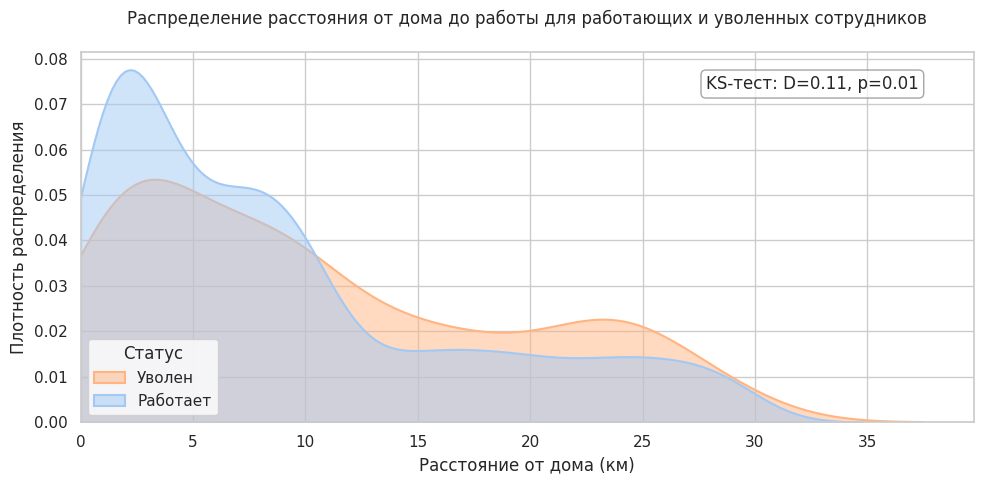 Распределение расстояния от дома до работы для работающих и уволенных сотрудников
KS-тест: D=0.11, p=0.01
Плотность распределения
0.08
0.07
0.06
0.05
0.04
0.03
0.02
0.01
0.00
Статус
Уволен
Работает
0 5 10 15 20 25 30 35
Расстояние от дома (км)